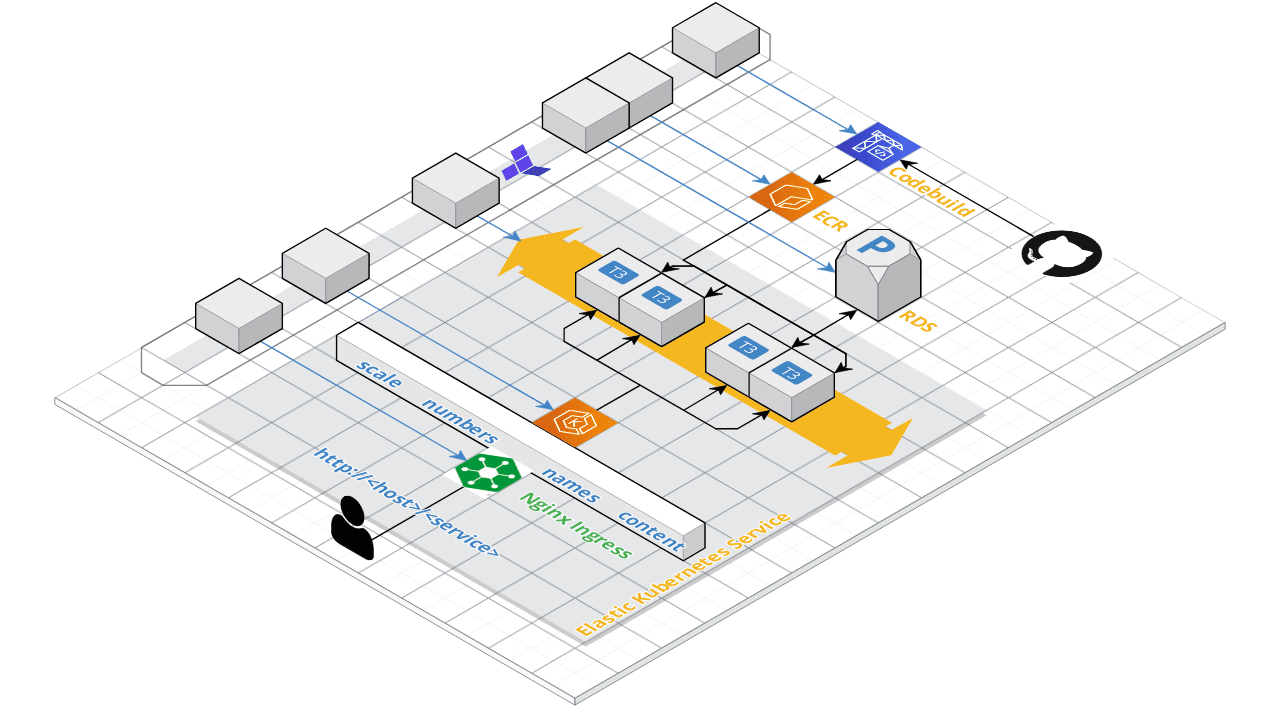 Codebuild
ECR
P
RDS
T3
T3
T3
T3
scale
numbers
names
content
K
http://<host>/<service>
Nginx Ingress
Elastic Kubernetes Service